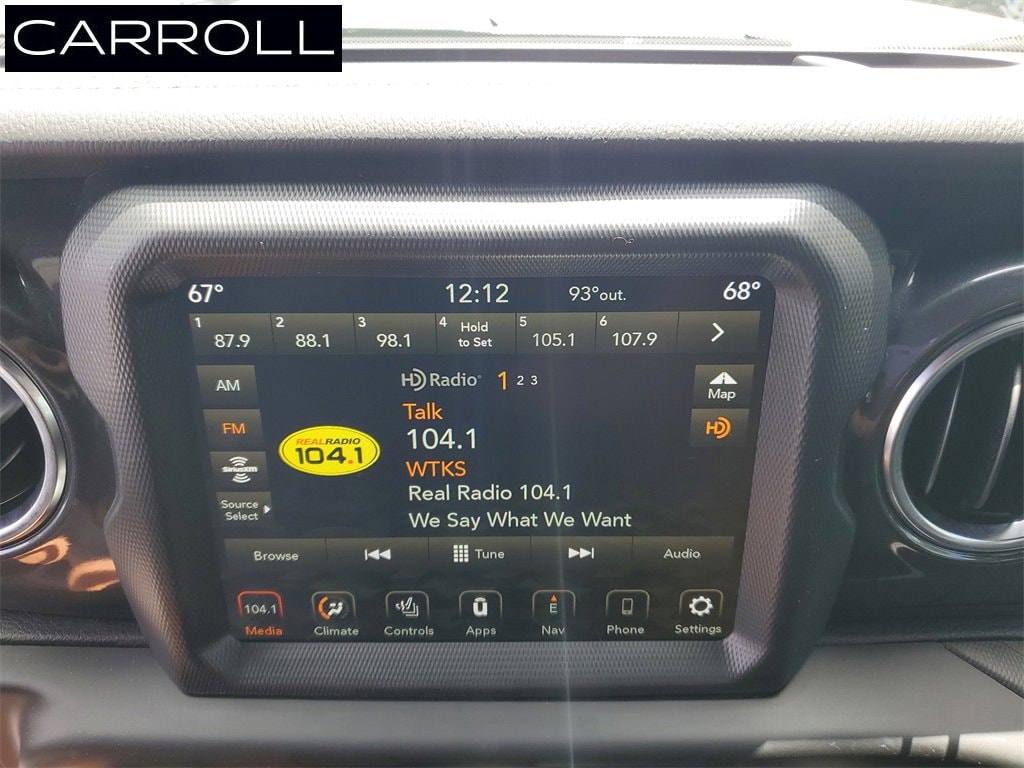 CARROLL
67° 12:12 93°out. 68°
1 87.9 2 88.1 3 98.1 4 Hold to Set 5 105.1 6 107.9
AM
HD Radio 1 2 3
Map
Talk
FM
REALRADIO
104.1
104.1
HD
WTKS
SiriusXM
Real Radio 104.1
Source
Select
We Say What We Want
Browse Tune Audio
104.1 E
Media Climate Controls Apps Nav Phone Settings